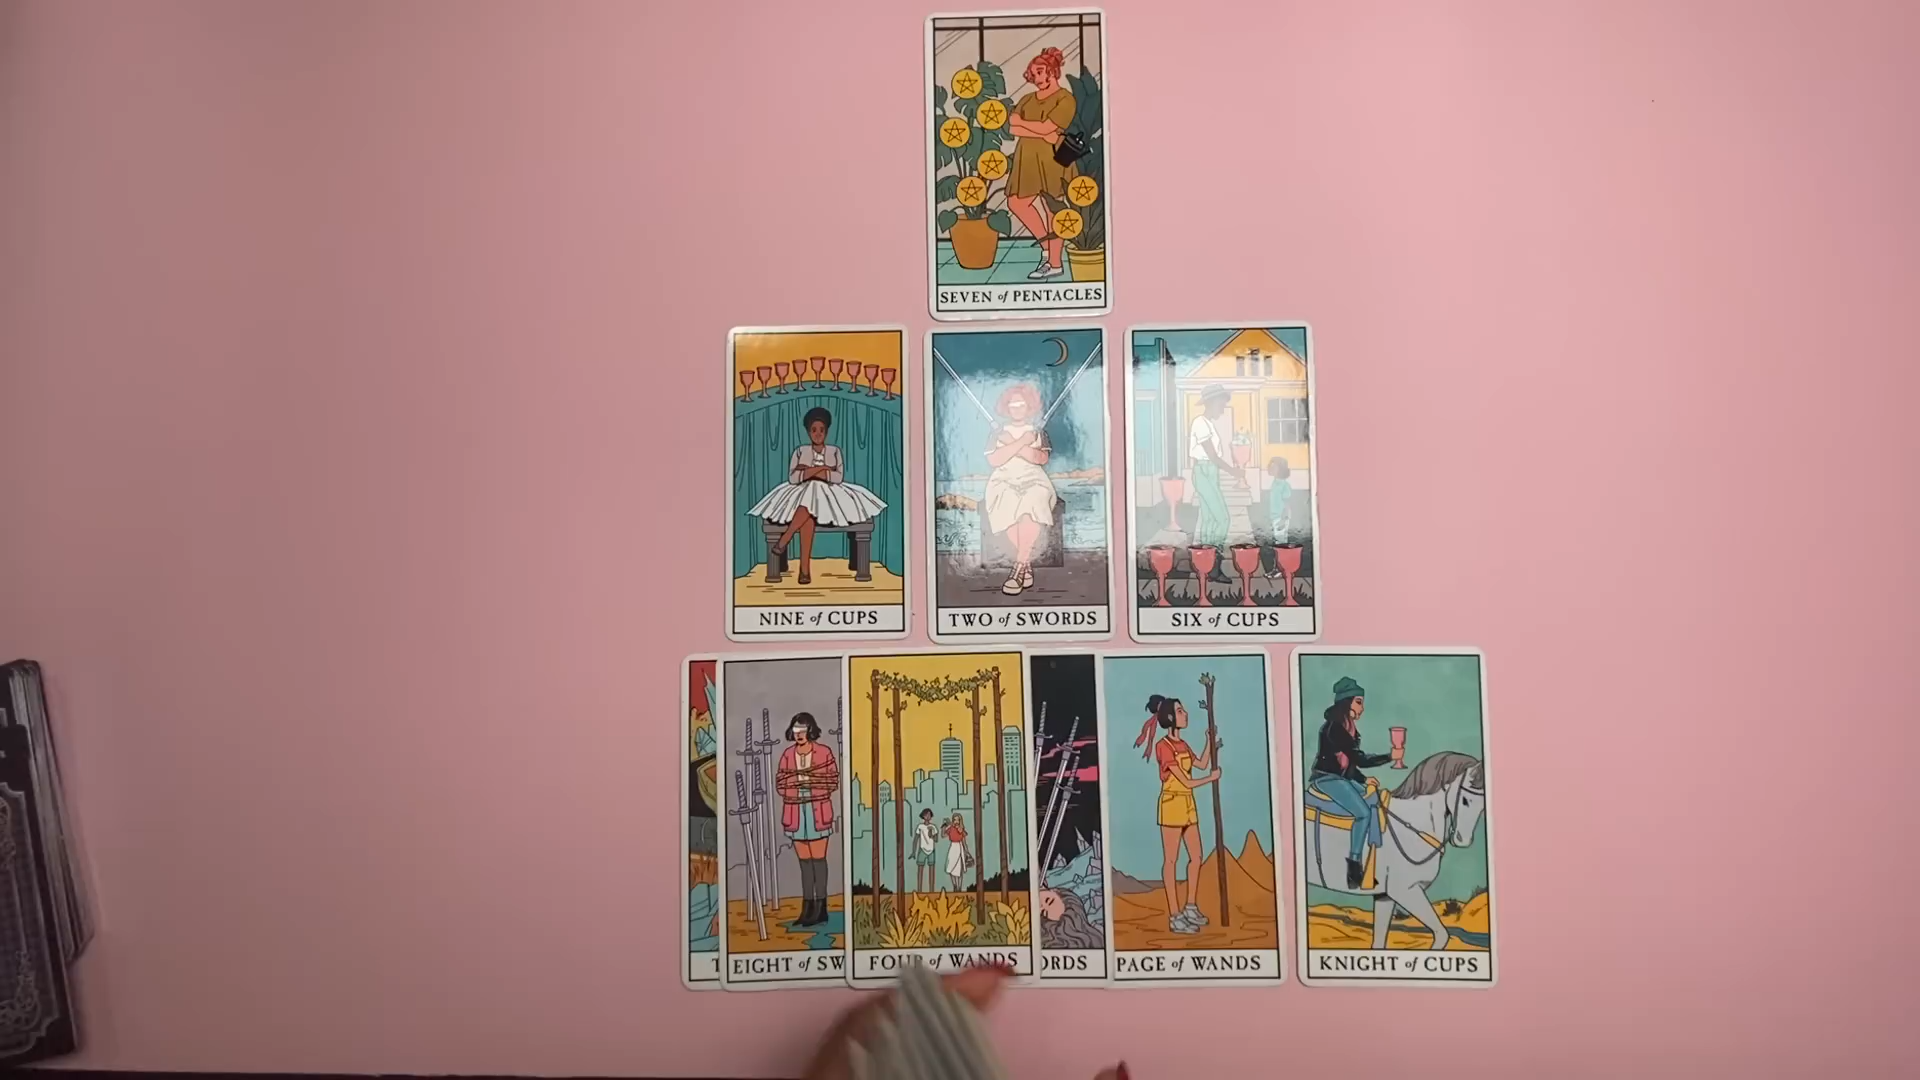 SEVEN of PENTACLES
NINE of CUPS
TWO of SWORDS
SIX of CUPS
T
EIGHT of SW
FOUR of WANDS
ORDS
PAGE of WANDS
KNIGHT of CUPS